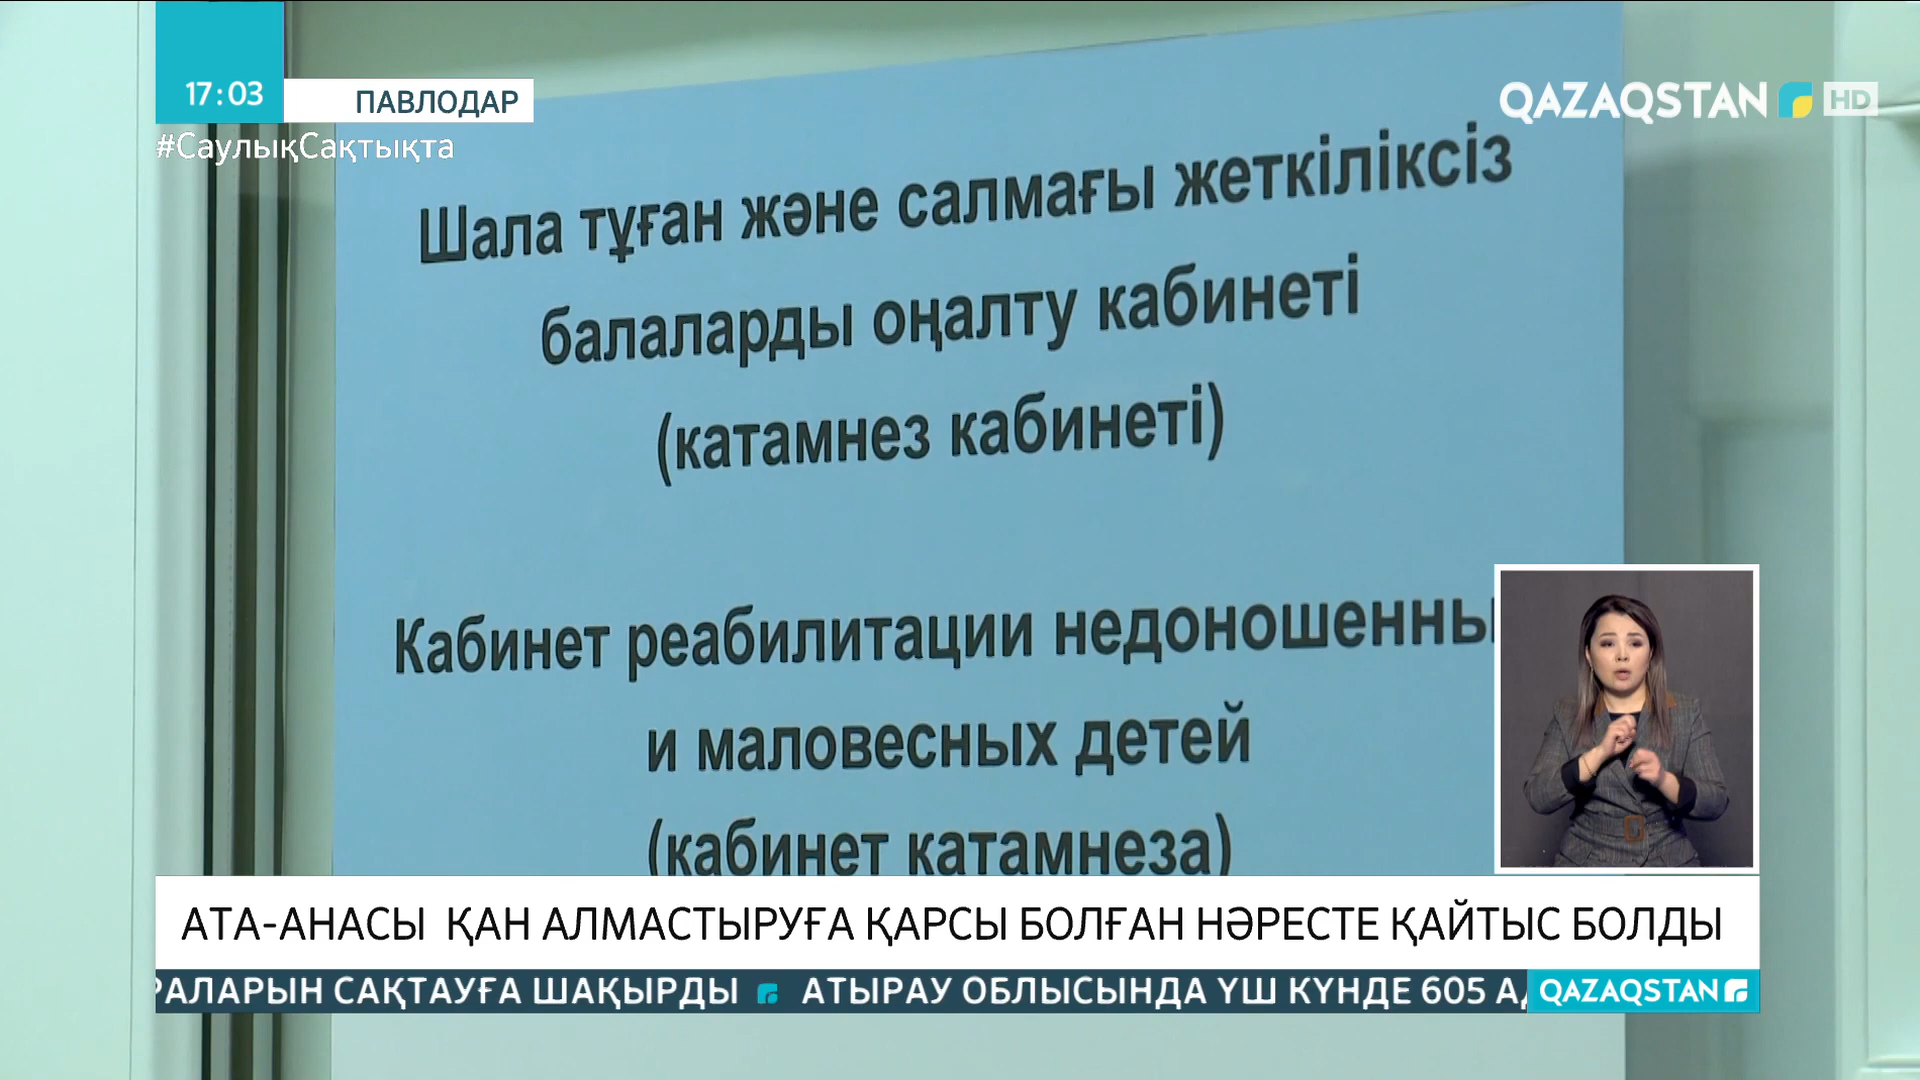 17:03
ПАВЛОДАР
#СаулықСақтықта
QAZAQSTAN HD
Шала тұған және салмағы жеткіліксіз
балаларды оңалту кабинеті
(катамнез кабинеті)
Кабинет реабилитации недоношенны
и маловесных детей
(кабинет катамнеза)
АТА-АНАСЫ ҚАН АЛМАСТЫРУҒА ҚАРСЫ БОЛҒАН НӘРЕСТЕ ҚАЙТЫС БОЛДЫ
РАЛАРЫН САҚТАУҒА ШАҚЫРДЫ АТЫРАУ ОБЛЫСЫНДА ҮШ КҮНДЕ 605 АД
QAZAQSTAN